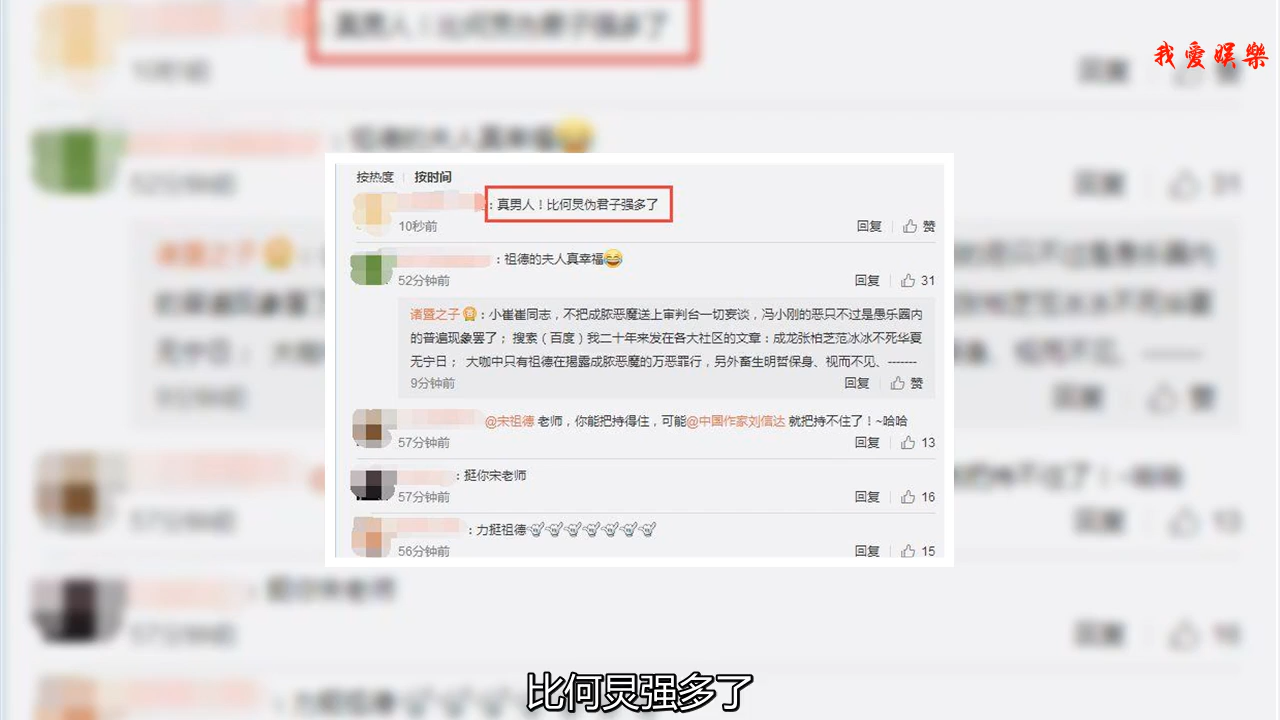 我愛娱樂
按热度 按时间
：真男人！比何炅伤君子强多了
10秒前 回复 赞
：祖德的夫人真幸福😂
52分钟前 回复 31
诸暨之子：小崔崔同志，不把成脓恶魔送上审判台一切妄谈，冯小刚的恶只不过是愚乐圈内
的普遍现象罢了； 搜索（百度）我二十年来发在各大社区的文章：成龙张柏芝范冰冰不死华夏
无宁日； 大咖中只有祖德在揭露成脓恶魔的万恶罪行，另外畜生明哲保身、视而不见、-------
9分钟前 回复 赞
@宋祖德 老师，你能把持得住，可能@中国作家刘信达 就把持不住了！~哈哈
57分钟前 回复 13
：挺你宋老师
57分钟前 回复 16
：力挺祖德
56分钟前 回复 15
比何炅强多了